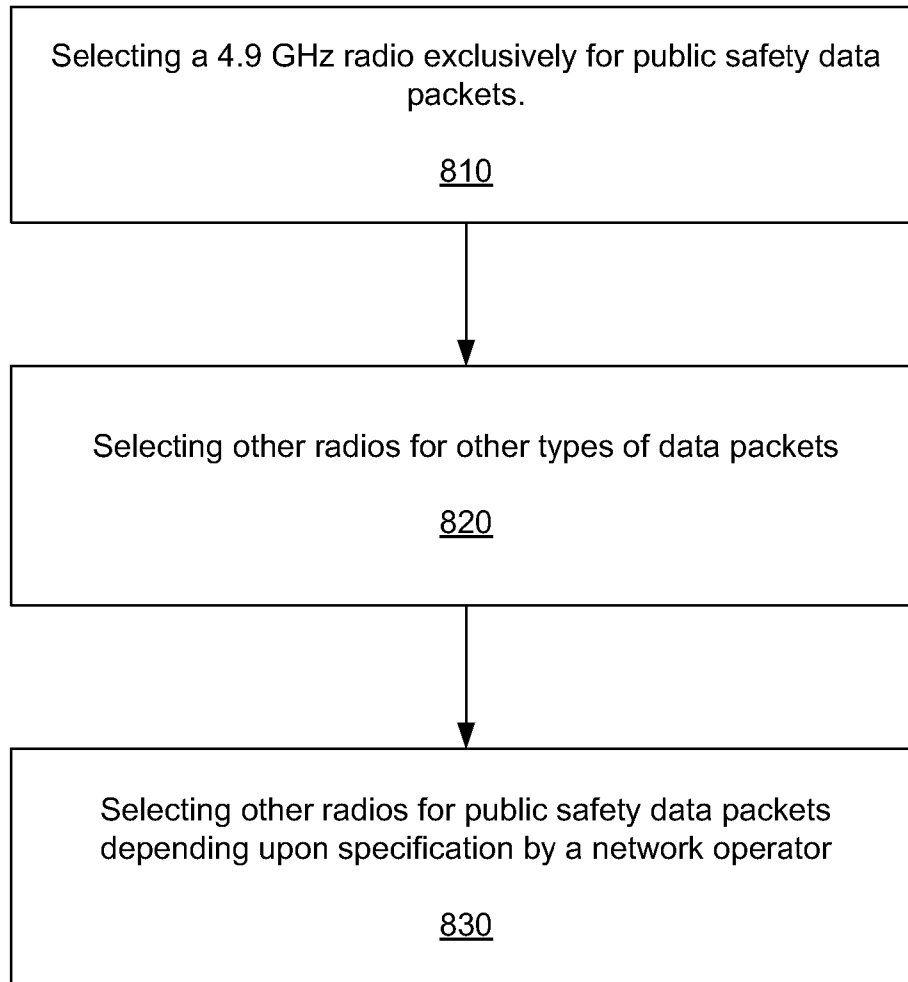 Selecting a 4.9 GHz radio exclusively for public safety data
packets.
810
Selecting other radios for other types of data packets
820
Selecting other radios for public safety data packets
depending upon specification by a network operator
830